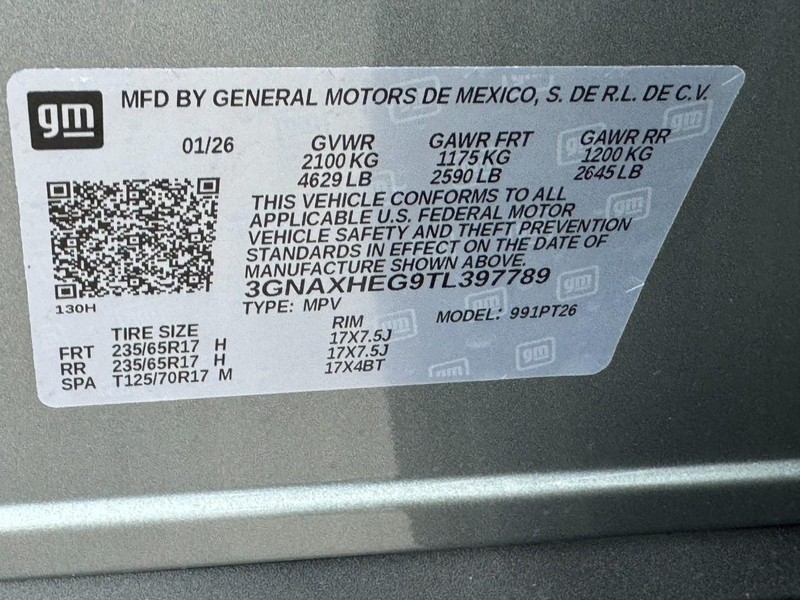 gm MFD BY GENERAL MOTORS DE MEXICO, S. DE R.L. DE C.V.
01/26 GVWR GAWR FRT GAWR RR
2100 KG 1175 KG 1200 KG
4629 LB 2590 LB 2645 LB
THIS VEHICLE CONFORMS TO ALL
APPLICABLE U.S. FEDERAL MOTOR
VEHICLE SAFETY AND THEFT PREVENTION
STANDARDS IN EFFECT ON THE DATE OF
MANUFACTURE SHOWN ABOVE.
3GNAXHEG9TL397789
130H TYPE: MPV MODEL: 991PT26
TIRE SIZE RIM
FRT 235/65R17 H 17X7.5J
RR 235/65R17 H 17X7.5J
SPA T125/70R17 M 17X4BT